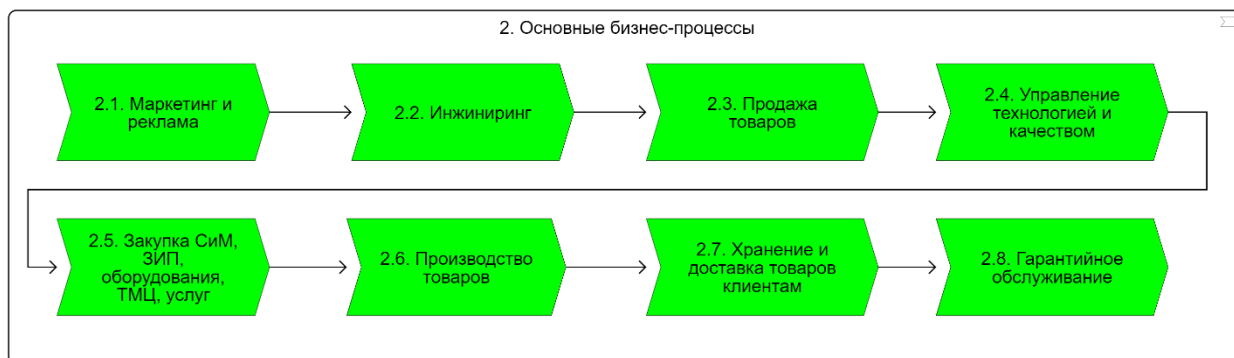 2. Основные бизнес-процессы
2.1. Маркетинг и
реклама
2.2. Инжиниринг
2.3. Продажа
товаров
2.4. Управление
технологией и
качеством
2.5. Закупка СиМ,
ЗИП,
оборудования,
ТМЦ, услуг
2.6. Производство
товаров
2.7. Хранение и
доставка товаров
клиентам
2.8. Гарантийное
обслуживание